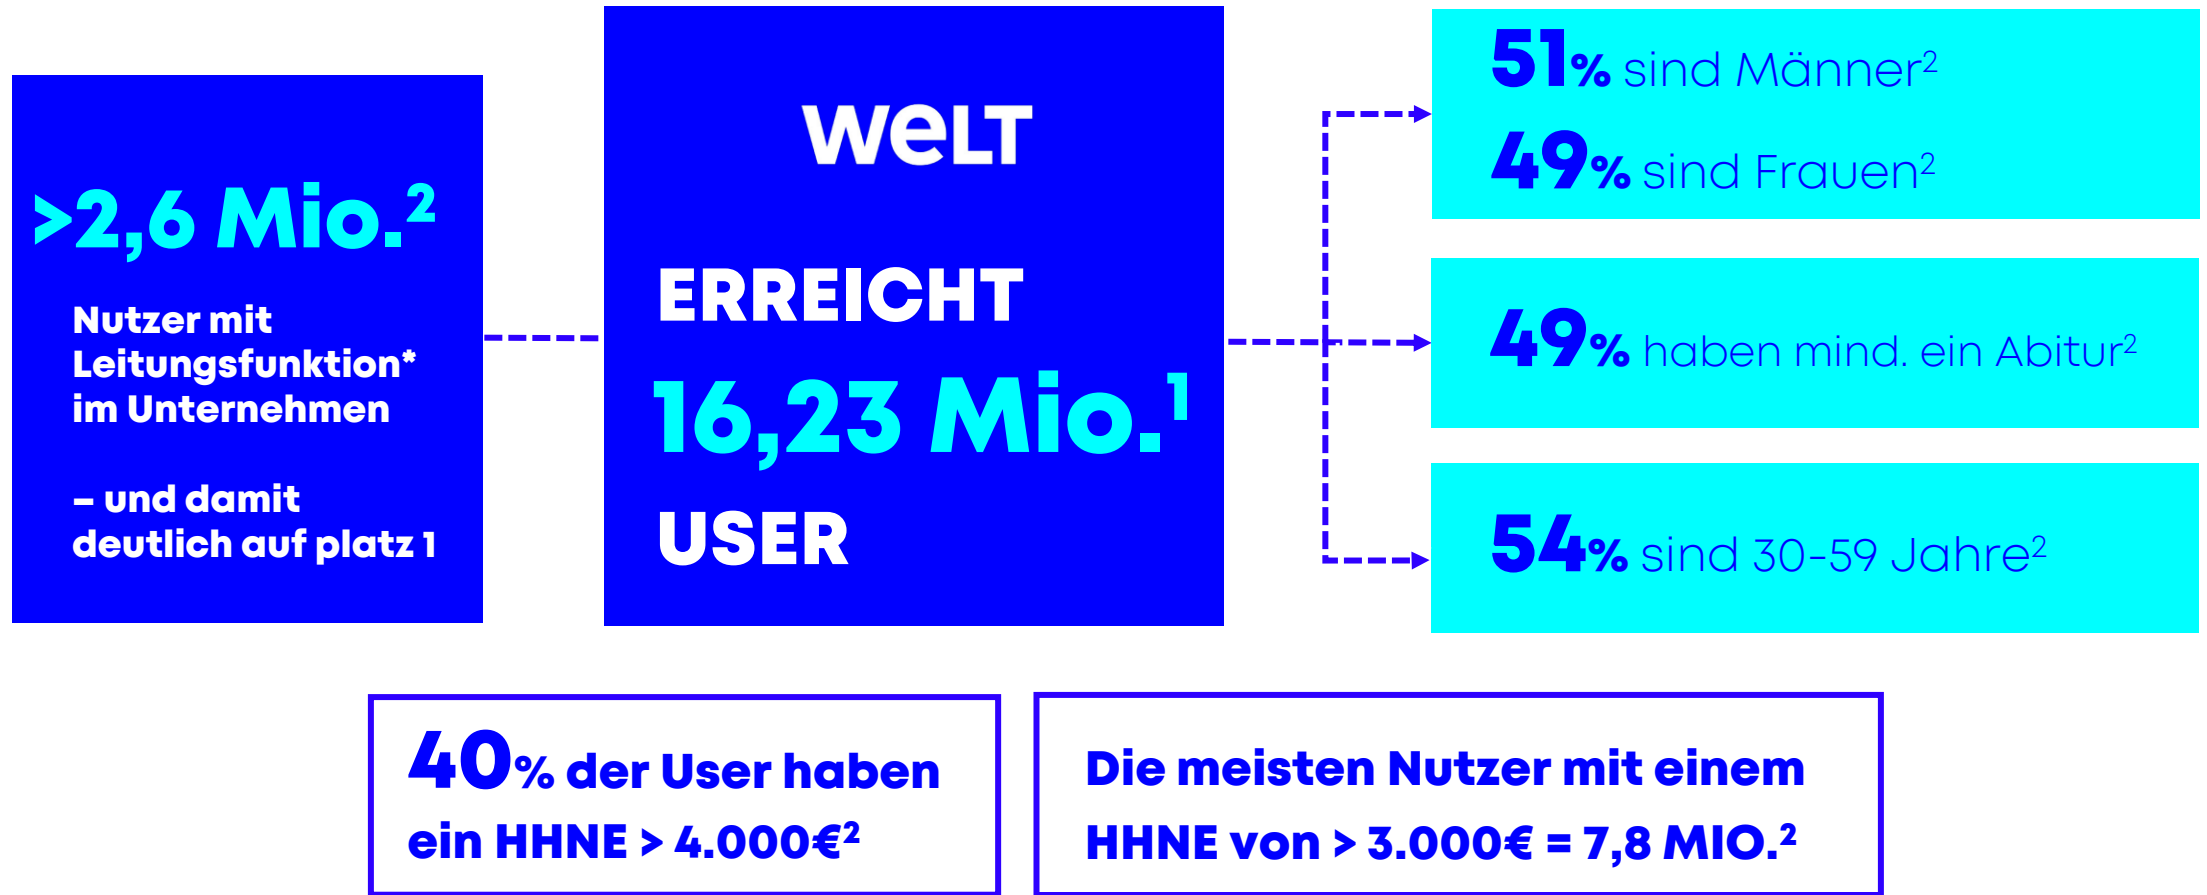 >2,6 Mio.²
Nutzer mit
Leitungsfunktion*
im Unternehmen
– und damit
deutlich auf platz 1
WeLT
ERREICHT
16,23 Mio.¹
USER
51% sind Männer²
49% sind Frauen²
49% haben mind. ein Abitur²
54% sind 30-59 Jahre²
40% der User haben
ein HHNE > 4.000€²
Die meisten Nutzer mit einem
HHNE von > 3.000€ = 7,8 MIO.²